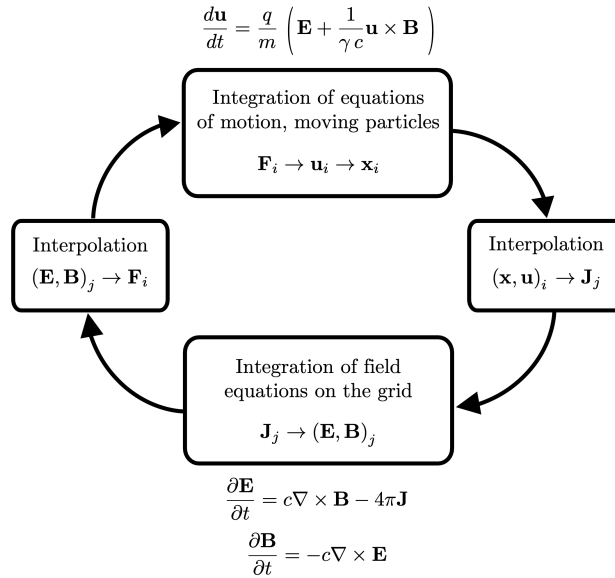 du/dt = q/m ( E + 1/(γ c) u × B )
Integration of equations
of motion, moving particles
F_i → u_i → x_i
Interpolation
(E, B)_j → F_i
Interpolation
(x, u)_i → J_j
Integration of field
equations on the grid
J_j → (E, B)_j
∂E/∂t = c∇ × B − 4πJ
∂B/∂t = −c∇ × E